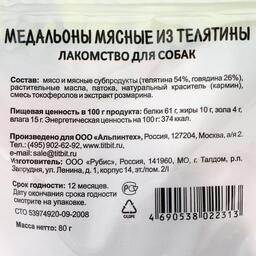 МЕДАЛЬОНЫ МЯСНЫЕ ИЗ ТЕЛЯТИНЫ
ЛАКОМСТВО ДЛЯ СОБАК
Состав: мясо и мясные субпродукты (телятина 54%, говядина 26%),
растительные масла, патока, натуральный краситель (кармин),
смесь токоферолов и экстракт розмарина.
Пищевая ценность в 100 г продукта: белки 61 г, жиры 10 г, зола 4 г,
влага 15 г. Энергетическая ценность на 100 г: 374 ккал.
Произведено для ООО «Альпинтех», Россия, 127204, Москва, а/я 2.
Тел. (495) 902-62-92, www.titbit.ru,
e-mail: sale@titbit.ru
Изготовитель: ООО «Рубис», Россия, 141960, МО, г. Талдом, р.п.
Запрудня, ул. Ленина, д. 1, корпус 14, эт./пом. 2/I
Срок годности: 12 месяцев.
Дату окончания срока годности
смотрите на упаковке.
СТО 53974920-09-2008
Масса нетто: 80 г
4 690538 022313